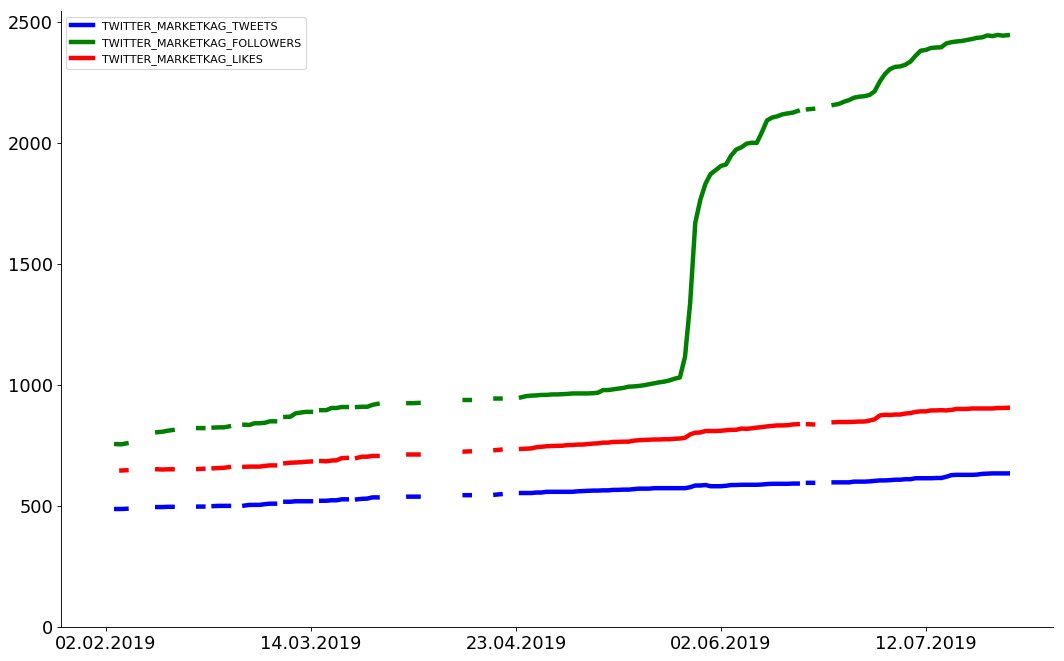 TWITTER_MARKETKAG_TWEETS
TWITTER_MARKETKAG_FOLLOWERS
TWITTER_MARKETKAG_LIKES
2500
2000
1500
1000
500
0
02.02.2019 14.03.2019 23.04.2019 02.06.2019 12.07.2019